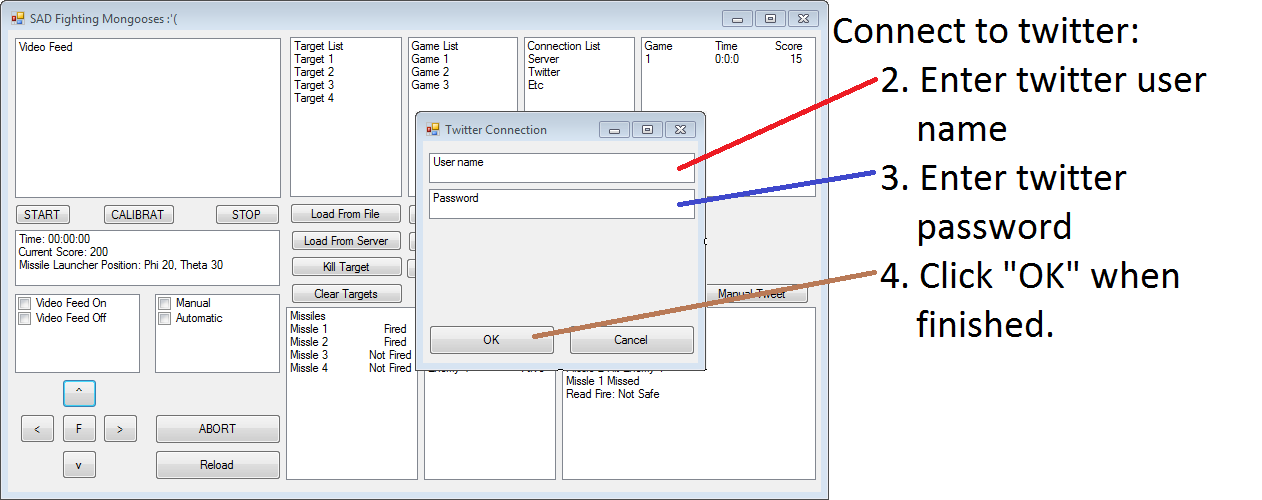 SAD Fighting Mongooses :'(
Video Feed
Target List
Target 1
Target 2
Target 3
Target 4
Game List
Game 1
Game 2
Game 3
Connection List
Server
Twitter
Etc
Game Time Score
1 0:0:0 15
START CALIBRAT STOP
Time: 00:00:00
Current Score: 200
Missile Launcher Position: Phi 20, Theta 30
Video Feed On
Video Feed Off
Manual
Automatic
^
< F >
v
ABORT
Reload
Load From File
Load From Server
Kill Target
Clear Targets
Manual Tweet
Missiles
Missle 1 Fired
Missle 2 Fired
Missle 3 Not Fired
Missle 4 Not Fired
Missle 1 Missed
Read Fire: Not Safe
Twitter Connection
User name
Password
OK Cancel
Connect to twitter:
2. Enter twitter user
name
3. Enter twitter
password
4. Click "OK" when
finished.